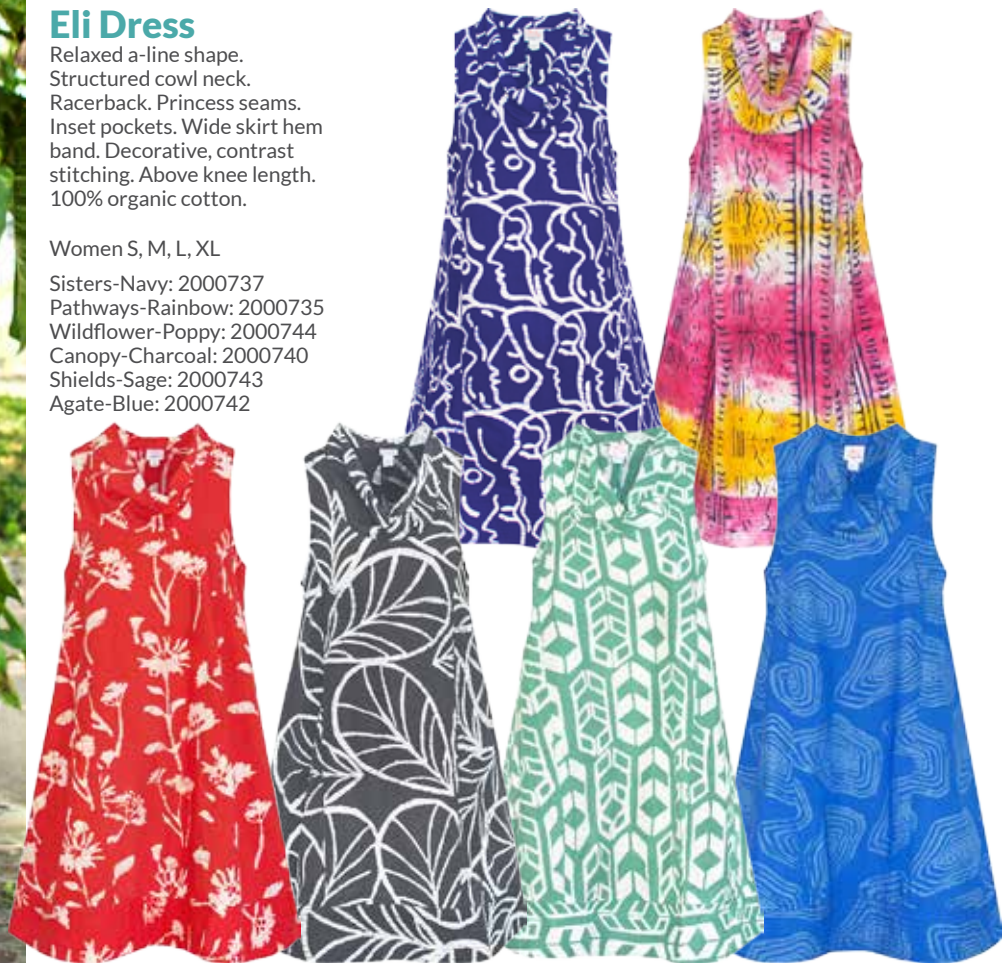 Eli Dress
Relaxed a-line shape.
Structured cowl neck.
Racerback. Princess seams.
Inset pockets. Wide skirt hem
band. Decorative, contrast
stitching. Above knee length.
100% organic cotton.
Women S, M, L, XL
Sisters-Navy: 2000737
Pathways-Rainbow: 2000735
Wildflower-Poppy: 2000744
Canopy-Charcoal: 2000740
Shields-Sage: 2000743
Agate-Blue: 2000742